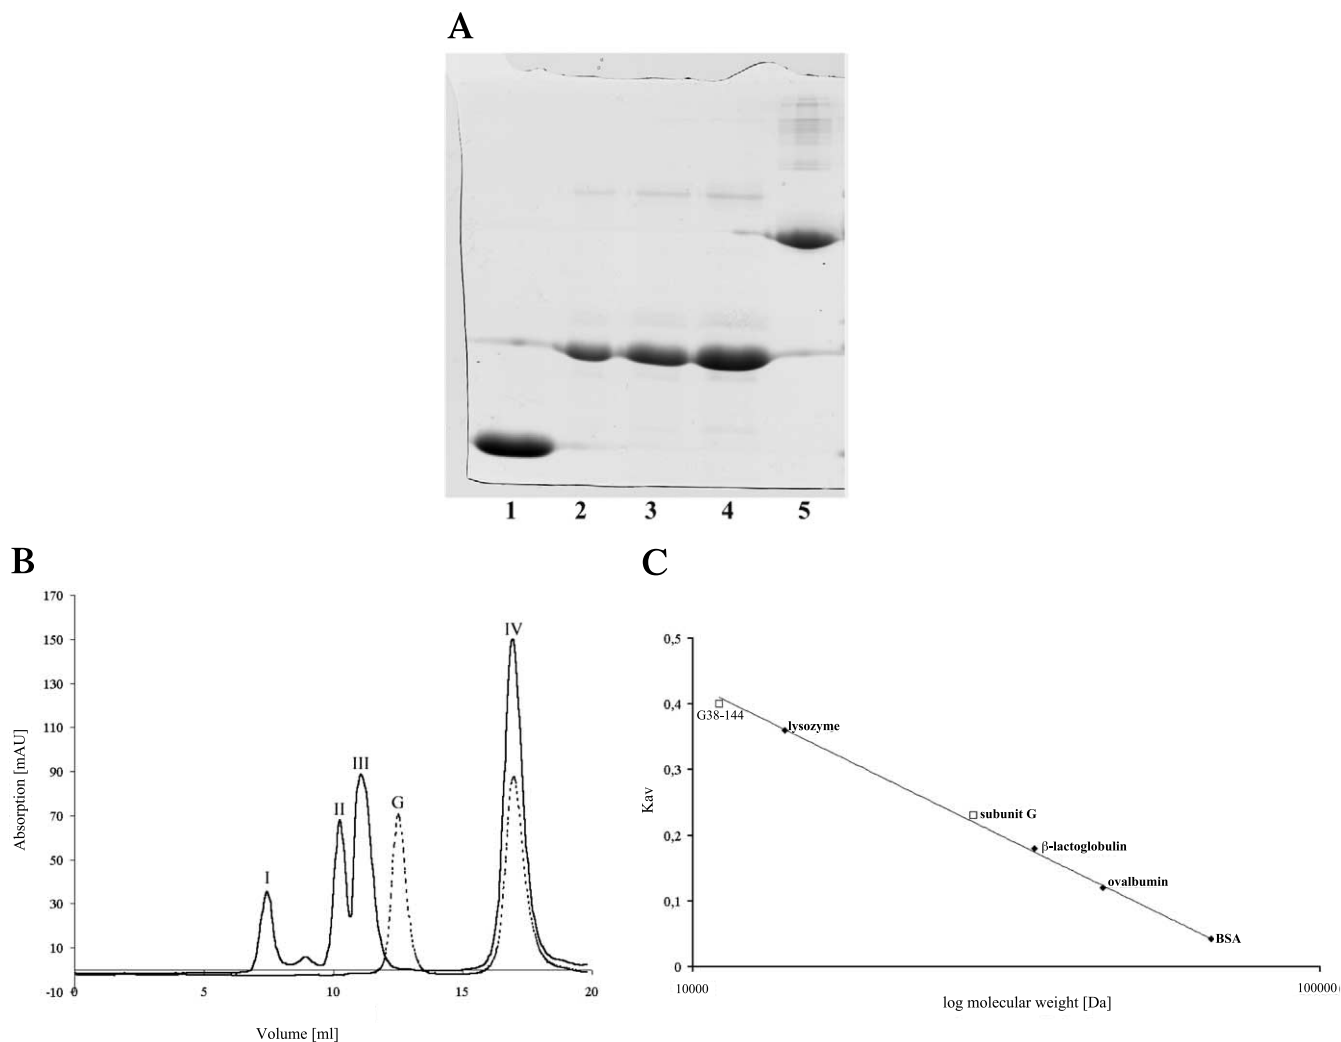 A
1 2 3 4 5
B
170
150
130
110
90
70
50
30
10
-10
Absorption [mAU]
I
II
III
G
IV
0 5 10 15 20
Volume [ml]
C
0,5
0,4
0,3
0,2
0,1
0
Kav
G38-144
lysozyme
subunit G
β-lactoglobulin
ovalbumin
BSA
10000 100000
log molecular weight [Da]